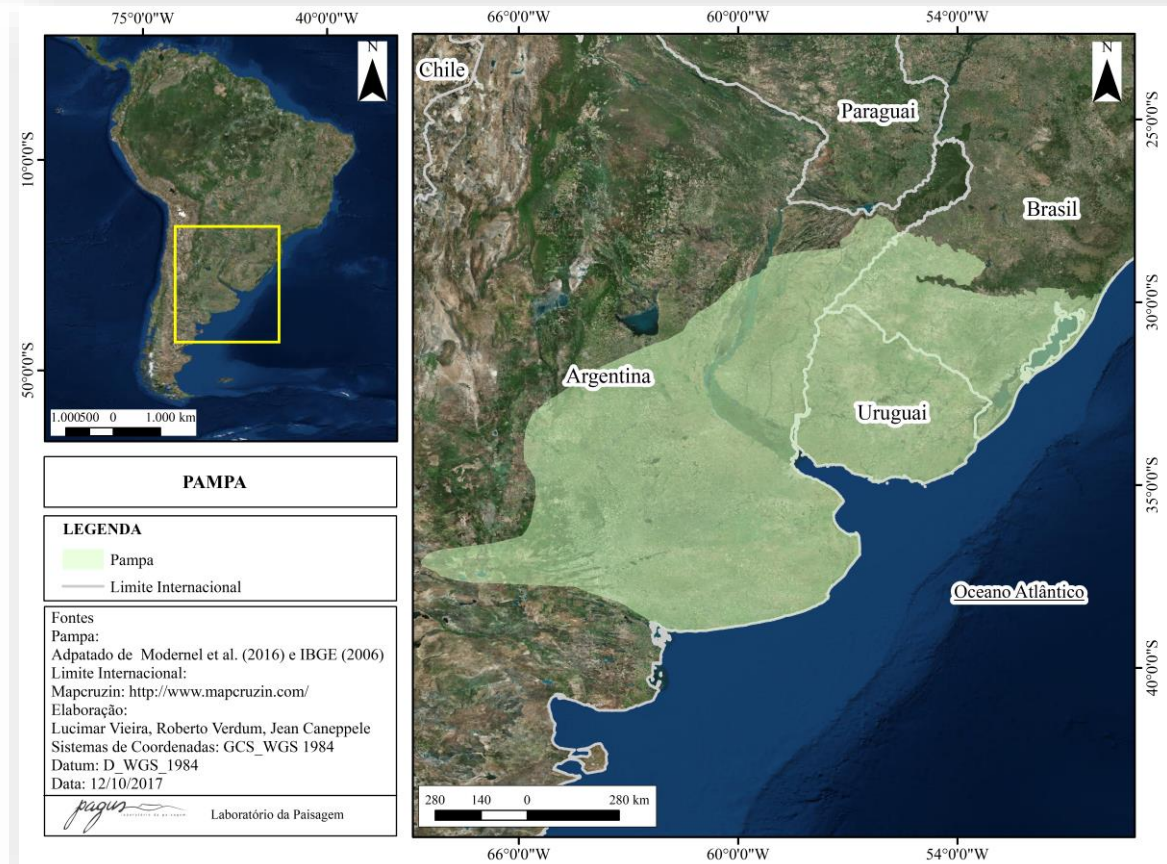 75°0'0"W
40°0'0"W
10°0'0"S
50°0'0"S
N
1.000500 0 1.000 km
PAMPA
LEGENDA
Pampa
Limite Internacional
Fontes
Pampa:
Adpatado de Modernel et al. (2016) e IBGE (2006)
Limite Internacional:
Mapcruzin: http://www.mapcruzin.com/
Elaboração:
Lucimar Vieira, Roberto Verdum, Jean Caneppele
Sistemas de Coordenadas: GCS_WGS 1984
Datum: D_WGS_1984
Data: 12/10/2017
pagus
Laboratório da Paisagem
66°0'0"W
60°0'0"W
54°0'0"W
N
Chile
Paraguai
Brasil
Argentina
Uruguai
Oceano Atlântico
25°0'0"S
30°0'0"S
35°0'0"S
40°0'0"S
280 140 0 280 km
66°0'0"W
60°0'0"W
54°0'0"W